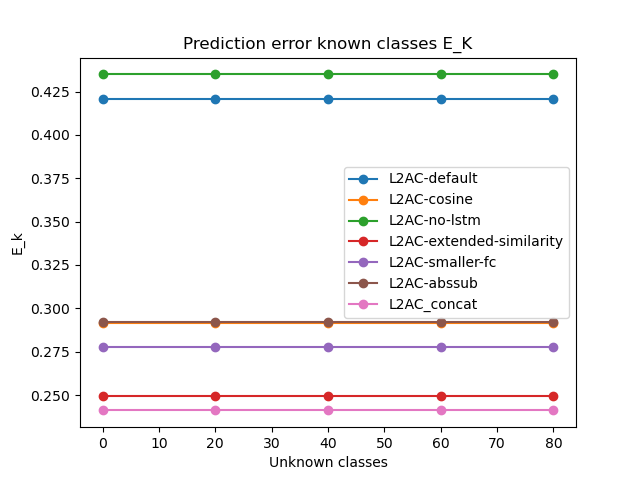 Prediction error known classes E_K
E_k
0.425
0.400
0.375
0.350
0.325
0.300
0.275
0.250
L2AC-default
L2AC-cosine
L2AC-no-lstm
L2AC-extended-similarity
L2AC-smaller-fc
L2AC-abssub
L2AC_concat
0 10 20 30 40 50 60 70 80
Unknown classes